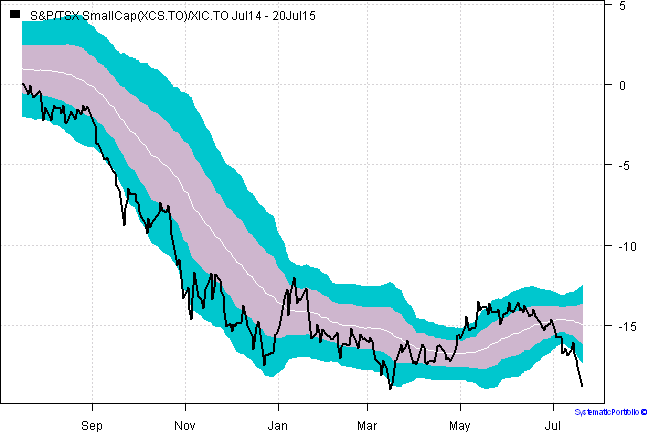 S&P/TSX SmallCap(XCS.TO)/XIC.TO Jul14 - 20Jul15
5
0
-5
-10
-15
Sep Nov Jan Mar May Jul
SystematicPortfolio ©